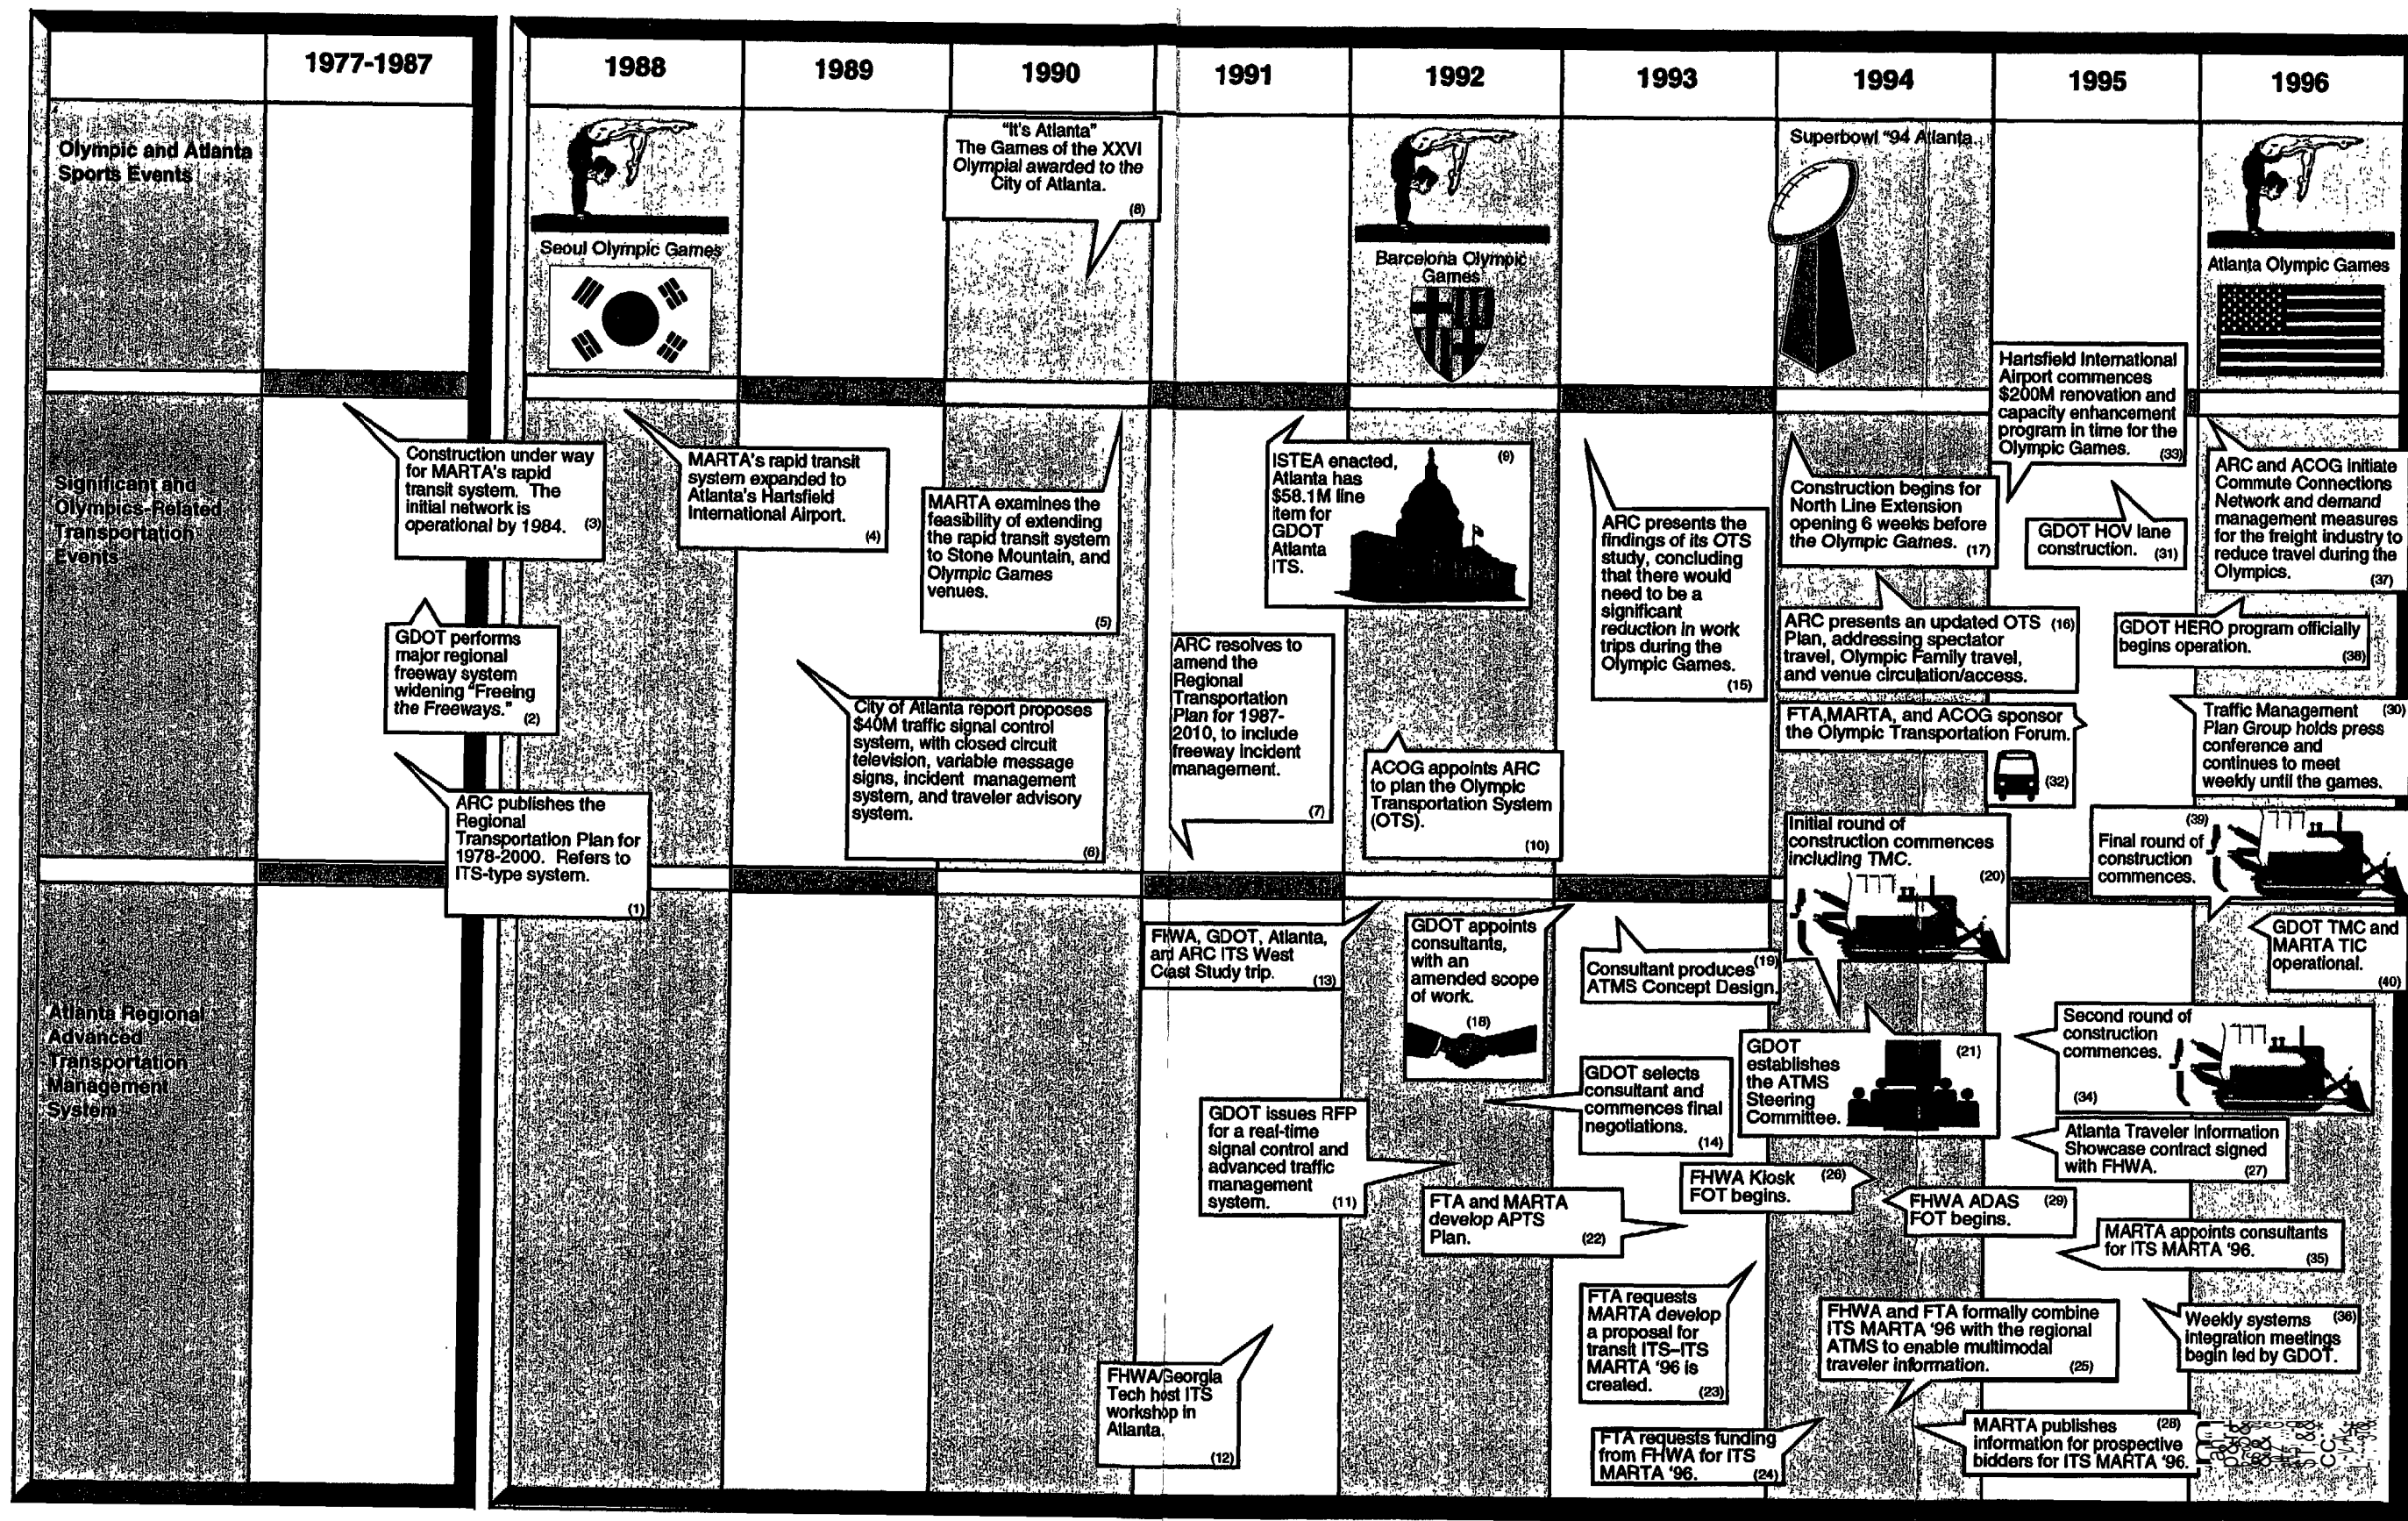 1977-1987
1988
1989
1990
1991
1992
1993
1994
1995
1996
Olympic and Atlanta
Sports Events
Seoul Olympic Games
"It's Atlanta"
The Games of the XXVI
Olympial awarded to the
City of Atlanta.
(8)
Barcelona Olympic
Games
Superbowl "94 Atlanta
Atlanta Olympic Games
Significant and
Olympics-Related
Transportation
Events
Construction under way
for MARTA's rapid
transit system. The
initial network is
operational by 1984. (3)
GDOT performs
major regional
freeway system
widening "Freeing
the Freeways."
(2)
ARC publishes the
Regional
Transportation Plan for
1978-2000. Refers to
ITS-type system.
(1)
MARTA's rapid transit
system expanded to
Atlanta's Hartsfield
International Airport.
(4)
City of Atlanta report proposes
$40M traffic signal control
system, with closed circuit
television, variable message
signs, incident management
system, and traveler advisory
system.
(6)
MARTA examines the
feasibility of extending
the rapid transit system
to Stone Mountain, and
Olympic Games
venues.
(5)
ARC resolves to
amend the
Regional
Transportation
Plan for 1987-
2010, to include
freeway incident
management.
(7)
ISTEA enacted,
Atlanta has
$58.1M line
item for
GDOT
Atlanta
ITS.
(9)
ACOG appoints ARC
to plan the Olympic
Transportation System
(OTS).
(10)
ARC presents the
findings of its OTS
study, concluding
that there would
need to be a
significant
reduction in work
trips during the
Olympic Games.
(15)
Construction begins for
North Line Extension
opening 6 weeks before
the Olympic Games. (17)
ARC presents an updated OTS (16)
Plan, addressing spectator
travel, Olympic Family travel,
and venue circulation/access.
FTA,MARTA, and ACOG sponsor
the Olympic Transportation Forum.
(32)
Initial round of
construction commences
including TMC.
(20)
Hartsfield International
Airport commences
$200M renovation and
capacity enhancement
program in time for the
Olympic Games. (33)
GDOT HOV lane
construction. (31)
ARC and ACOG initiate
Commute Connections
Network and demand
management measures
for the freight industry to
reduce travel during the
Olympics.
(37)
GDOT HERO program officially
begins operation.
(38)
Traffic Management (30)
Plan Group holds press
conference and
continues to meet
weekly until the games.
(39)
Final round of
construction
commences.
Atlanta Regional
Advanced
Transportation
Management
System
FHWA, GDOT, Atlanta,
and ARC ITS West
Coast Study trip.
(13)
GDOT issues RFP
for a real-time
signal control and
advanced traffic
management
system. (11)
FHWA/Georgia
Tech host ITS
workshop in
Atlanta.
(12)
GDOT appoints
consultants,
with an
amended scope
of work.
(18)
FTA and MARTA
develop APTS
Plan. (22)
Consultant produces (19)
ATMS Concept Design.
GDOT selects
consultant and
commences final
negotiations.
(14)
FTA requests
MARTA develop
a proposal for
transit ITS–ITS
MARTA '96 is
created.
(23)
FTA requests funding
from FHWA for ITS
MARTA '96. (24)
GDOT
establishes
the ATMS
Steering
Committee.
(21)
FHWA Kiosk (26)
FOT begins.
FHWA ADAS (29)
FOT begins.
FHWA and FTA formally combine
ITS MARTA '96 with the regional
ATMS to enable multimodal
traveler information. (25)
MARTA publishes (28)
information for prospective
bidders for ITS MARTA '96.
GDOT TMC and
MARTA TIC
operational.
(40)
Second round of
construction
commences.
(34)
Atlanta Traveler Information
Showcase contract signed
with FHWA. (27)
MARTA appoints consultants
for ITS MARTA '96.
(35)
Weekly systems (36)
integration meetings
begin led by GDOT.